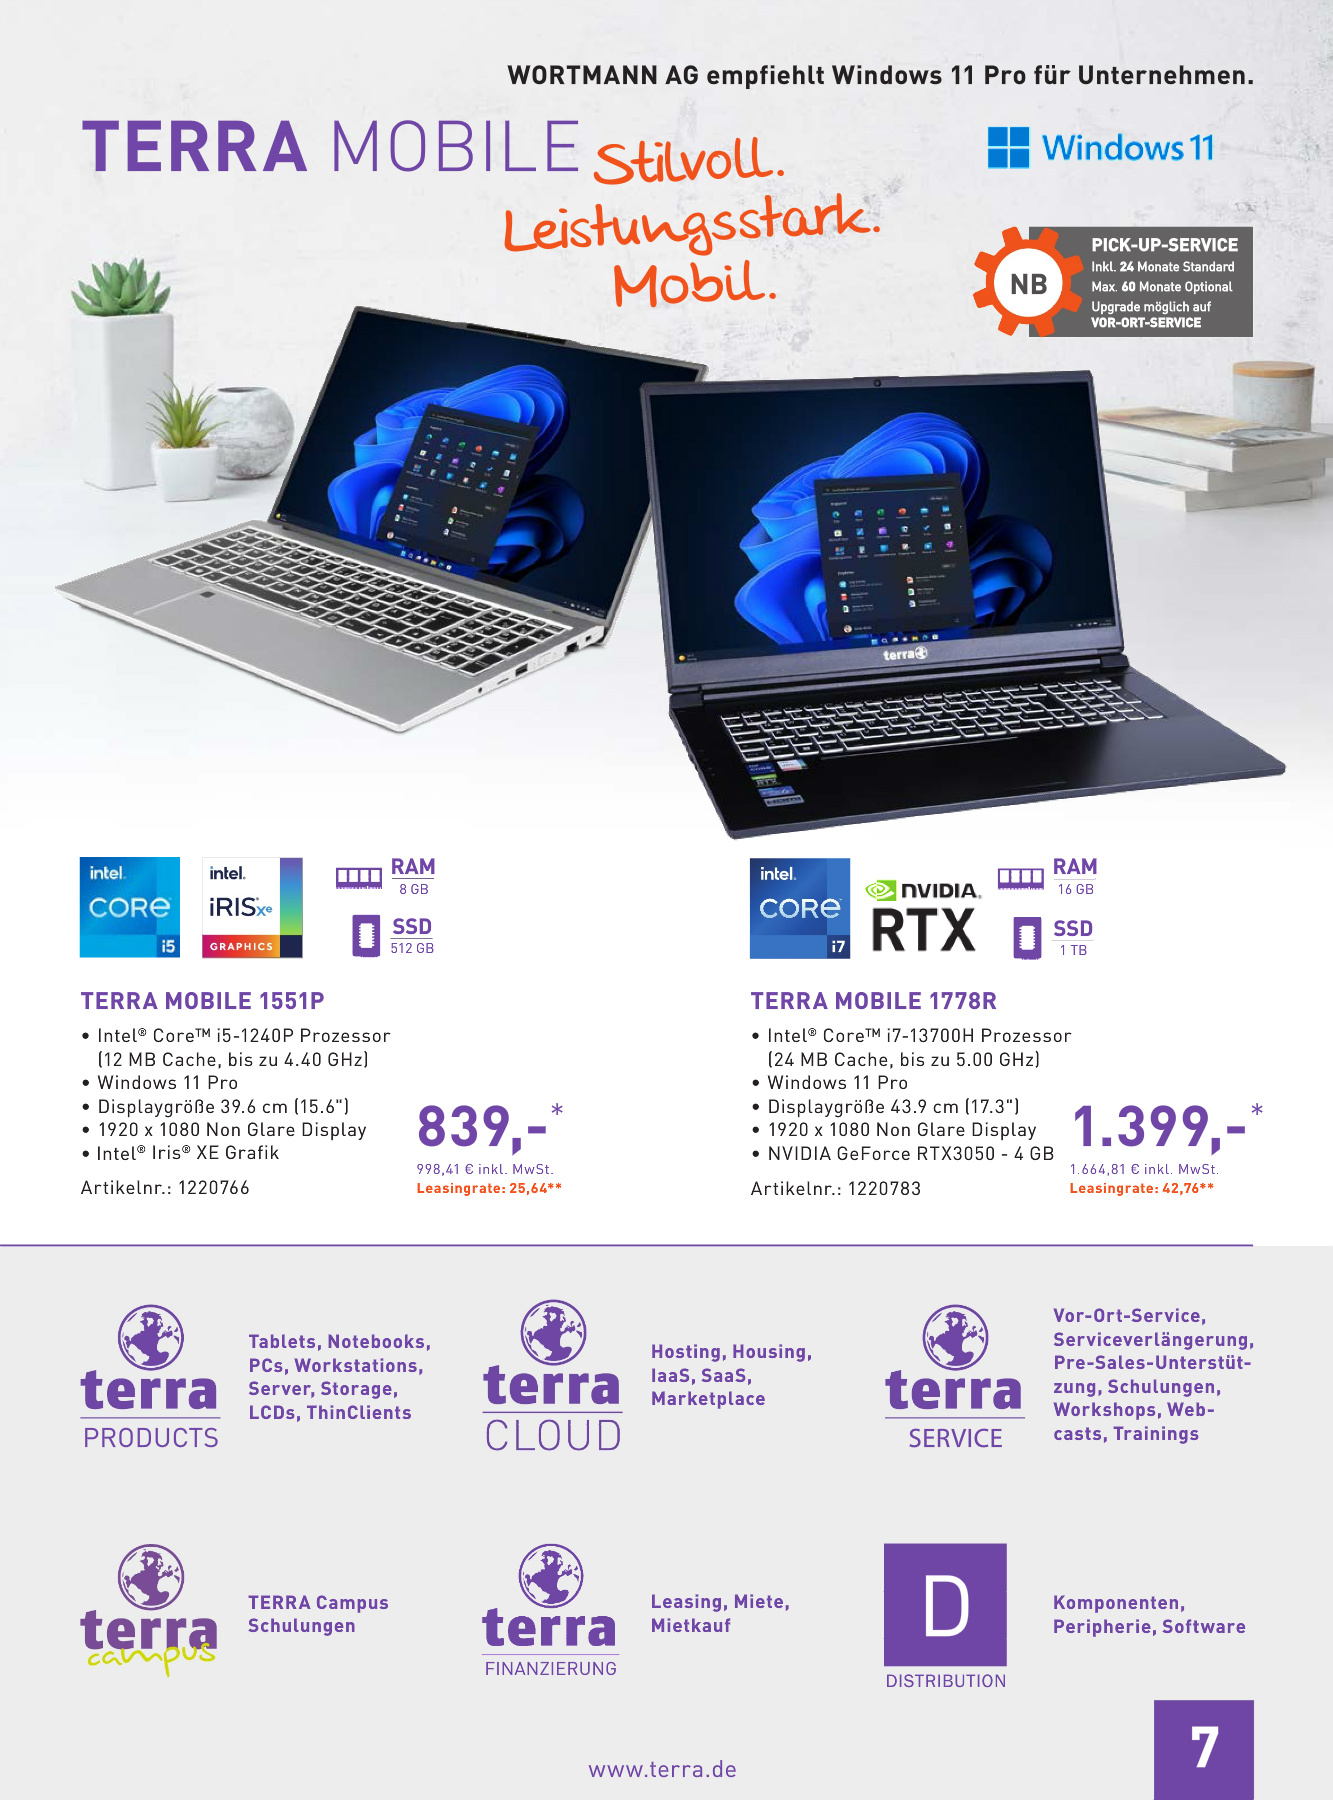 WORTMANN AG empfiehlt Windows 11 Pro für Unternehmen.
TERRA MOBILE
Stilvoll.
Leistungsstark.
Mobil.
Windows 11
NB
PICK-UP-SERVICE
Inkl. 24 Monate Standard
Max. 60 Monate Optional
Upgrade möglich auf
VOR-ORT-SERVICE
terra
intel.
CORE
i5
intel.
iRISxe
GRAPHICS
RAM
8 GB
SSD
512 GB
TERRA MOBILE 1551P
• Intel® Core™ i5-1240P Prozessor
(12 MB Cache, bis zu 4.40 GHz)
• Windows 11 Pro
• Displaygröße 39.6 cm (15.6")
• 1920 x 1080 Non Glare Display
• Intel® Iris® XE Grafik
Artikelnr.: 1220766
839,-*
998,41 € inkl. MwSt.
Leasingrate: 25,64**
intel.
CORE
i7
NVIDIA.
RTX
RAM
16 GB
SSD
1 TB
TERRA MOBILE 1778R
• Intel® Core™ i7-13700H Prozessor
(24 MB Cache, bis zu 5.00 GHz)
• Windows 11 Pro
• Displaygröße 43.9 cm (17.3")
• 1920 x 1080 Non Glare Display
• NVIDIA GeForce RTX3050 - 4 GB
Artikelnr.: 1220783
1.399,-*
1.664,81 € inkl. MwSt.
Leasingrate: 42,76**
terra
PRODUCTS
Tablets, Notebooks,
PCs, Workstations,
Server, Storage,
LCDs, ThinClients
terra
CLOUD
Hosting, Housing,
IaaS, SaaS,
Marketplace
terra
SERVICE
Vor-Ort-Service,
Serviceverlängerung,
Pre-Sales-Unterstüt-
zung, Schulungen,
Workshops, Web-
casts, Trainings
terra
campus
TERRA Campus
Schulungen
terra
FINANZIERUNG
Leasing, Miete,
Mietkauf
D
DISTRIBUTION
Komponenten,
Peripherie, Software
www.terra.de
7